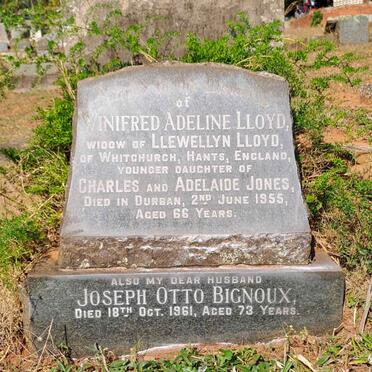 of
Winifred Adeline Lloyd,
widow of Llewellyn Lloyd,
of Whitchurch, Hants, England,
younger daughter of
Charles and Adelaide Jones,
Died in Durban, 2nd June 1955,
Aged 66 Years.
also my dear husband
Joseph Otto Bignoux,
Died 18th Oct. 1961, Aged 73 Years.